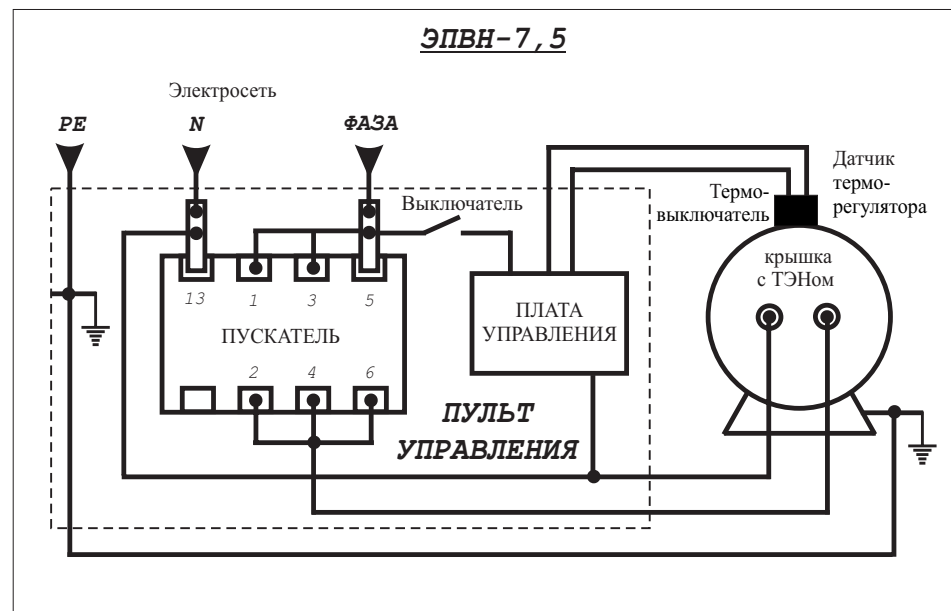 ЭПВН-7,5
Электросеть
PE
N
ФАЗА
Выключатель
Термо-
выключатель
Датчик
термо-
регулятора
крышка
с ТЭНом
13
1
3
5
ПУСКАТЕЛЬ
2
4
6
ПЛАТА
УПРАВЛЕНИЯ
ПУЛЬТ
УПРАВЛЕНИЯ